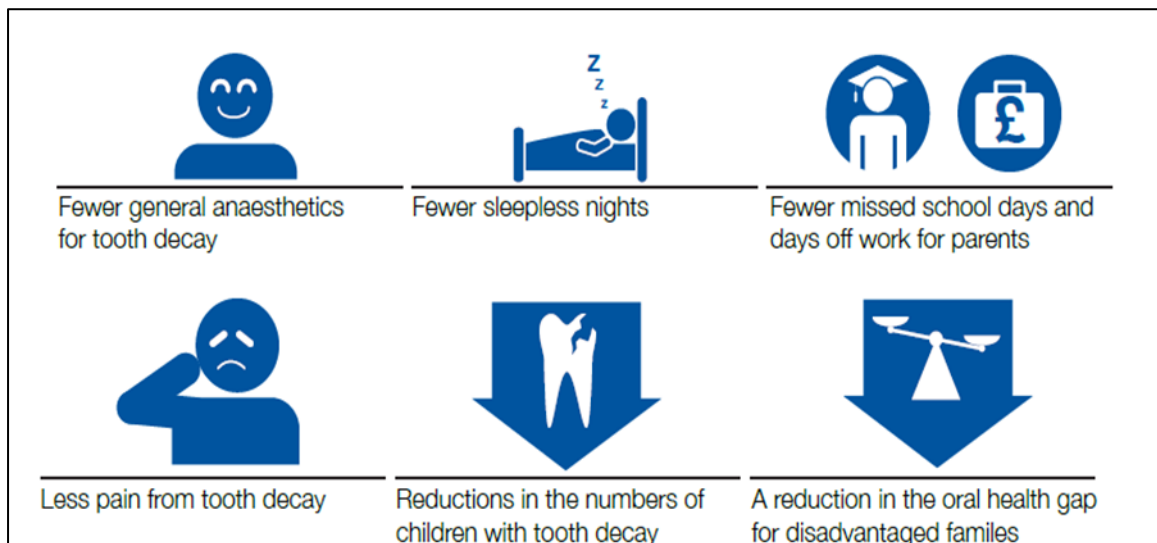 Z
Z
z
£
Fewer general anaesthetics
for tooth decay
Fewer sleepless nights
Fewer missed school days and
days off work for parents
Less pain from tooth decay
Reductions in the numbers of
children with tooth decay
A reduction in the oral health gap
for disadvantaged familes